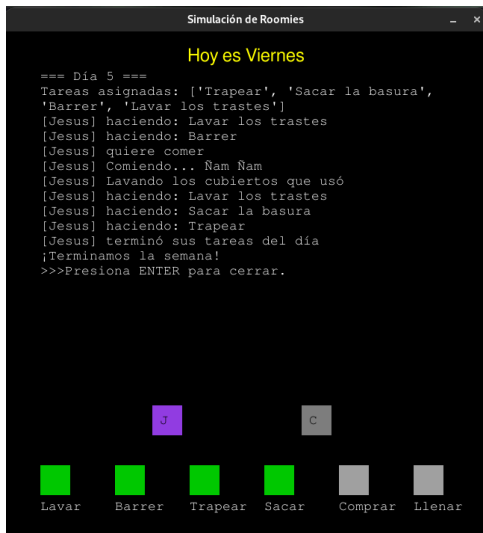 Simulación de Roomies
Hoy es Viernes
=== Día 5 ===
Tareas asignadas: ['Trapear', 'Sacar la basura',
'Barrer', 'Lavar los trastes']
[Jesus] haciendo: Lavar los trastes
[Jesus] haciendo: Barrer
[Jesus] quiere comer
[Jesus] Comiendo... Ñam Ñam
[Jesus] Lavando los cubiertos que usó
[Jesus] haciendo: Lavar los trastes
[Jesus] haciendo: Sacar la basura
[Jesus] haciendo: Trapear
[Jesus] terminó sus tareas del día
¡Terminamos la semana!
>>>Presiona ENTER para cerrar.
J C
Lavar Barrer Trapear Sacar Comprar Llenar